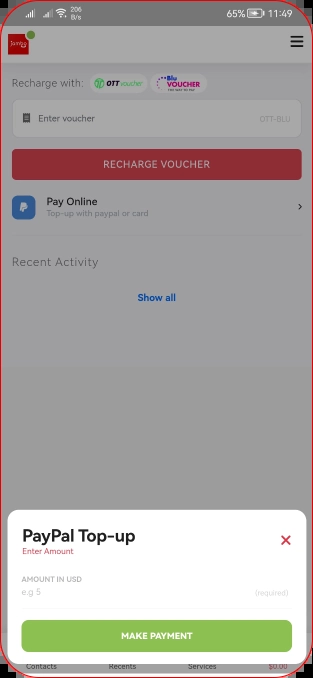 206
B/s
65%
11:49
Recharge with:
OTT voucher
Blu
VOUCHER
Enter voucher
OTT-BLU
RECHARGE VOUCHER
Pay Online
Top-up with paypal or card
Recent Activity
Show all
PayPal Top-up
Enter Amount
AMOUNT IN USD
e.g 5
(required)
MAKE PAYMENT
Contacts
Recents
Services
$0.00